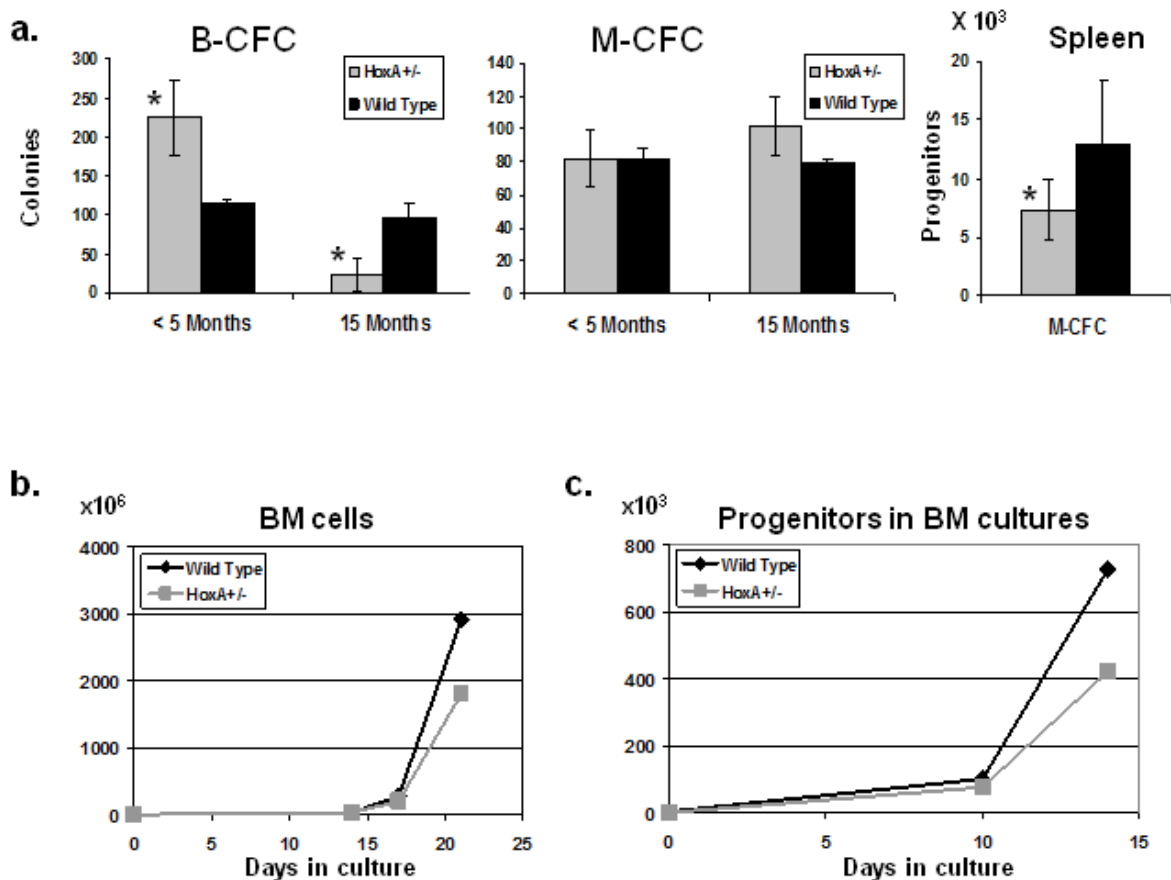 a.
B-CFC
M-CFC
X 10³
Spleen
300
250
200
150
100
50
0
Colonies
*
*
HoxA+/-
Wild Type
< 5 Months
15 Months
140
120
100
80
60
40
20
0
HoxA+/-
Wild Type
< 5 Months
15 Months
20
15
10
5
0
Progenitors
*
M-CFC
b.
x10⁶
BM cells
4000
3000
2000
1000
0
Wild Type
HoxA+/-
0 5 10 15 20 25
Days in culture
c.
x10³
Progenitors in BM cultures
800
600
400
200
0
Wild Type
HoxA+/-
0 5 10 15
Days in culture